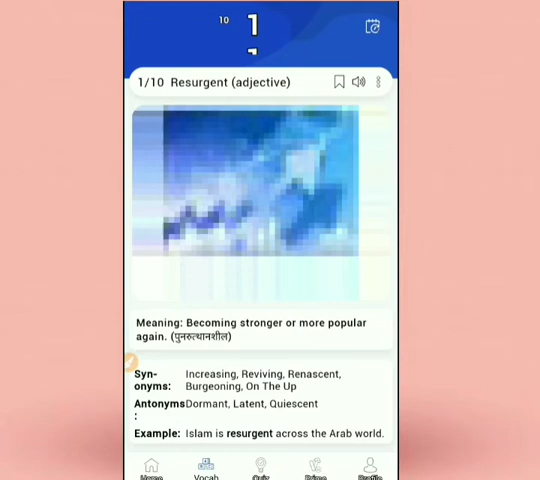 10 1
1/10 Resurgent (adjective)
Meaning: Becoming stronger or more popular
again. (पुनरुत्थानशील)
Syn- Increasing, Reviving, Renascent,
onyms: Burgeoning, On The Up
Antonyms Dormant, Latent, Quiescent
:
Example: Islam is resurgent across the Arab world.
Home Vocab Quiz Prime Profile